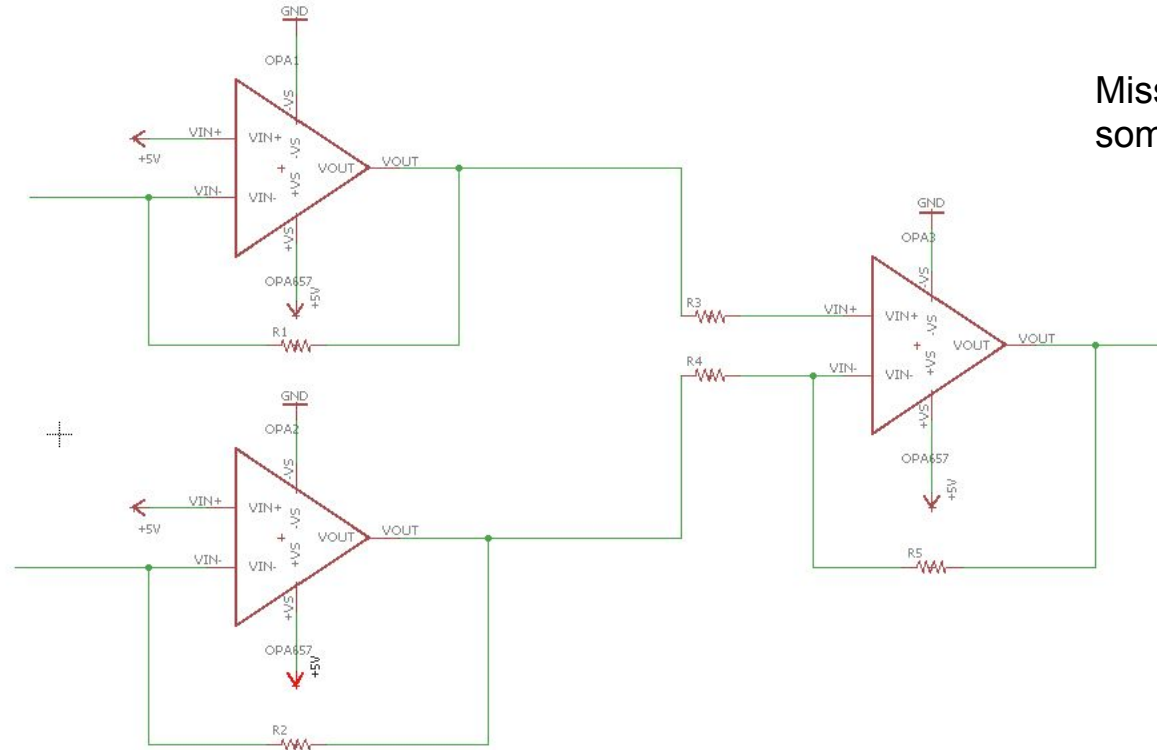 GND
OPA1
-VS
VIN+
VIN+
-VS
+5V
VOUT
VOUT
+VS
VIN-
VIN-
+VS
OPA657
+5V
R1
Miss
som
GND
OPA3
-VS
R3
VIN+
VIN+
-VS
VOUT
VOUT
R4
+VS
VIN-
VIN-
+VS
OPA657
+5V
R5
GND
OPA2
-VS
VIN+
VIN+
-VS
+5V
VOUT
VOUT
+VS
VIN-
VIN-
+VS
OPA657
+5V
R2